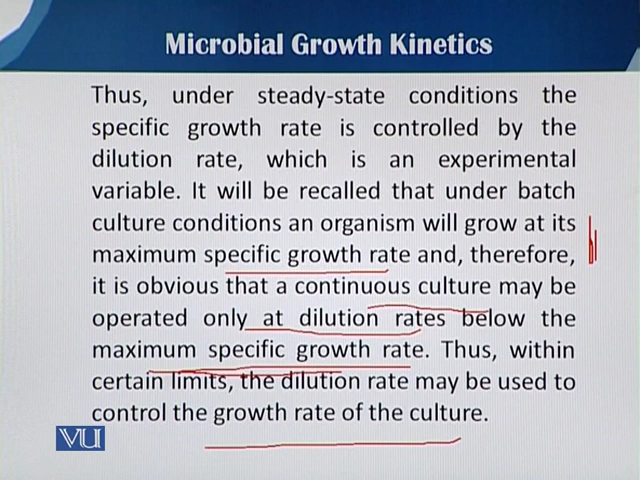 Microbial Growth Kinetics
Thus, under steady-state conditions the
specific growth rate is controlled by the
dilution rate, which is an experimental
variable. It will be recalled that under batch
culture conditions an organism will grow at its
maximum specific growth rate and, therefore,
it is obvious that a continuous culture may be
operated only at dilution rates below the
maximum specific growth rate. Thus, within
certain limits, the dilution rate may be used to
control the growth rate of the culture.
VU